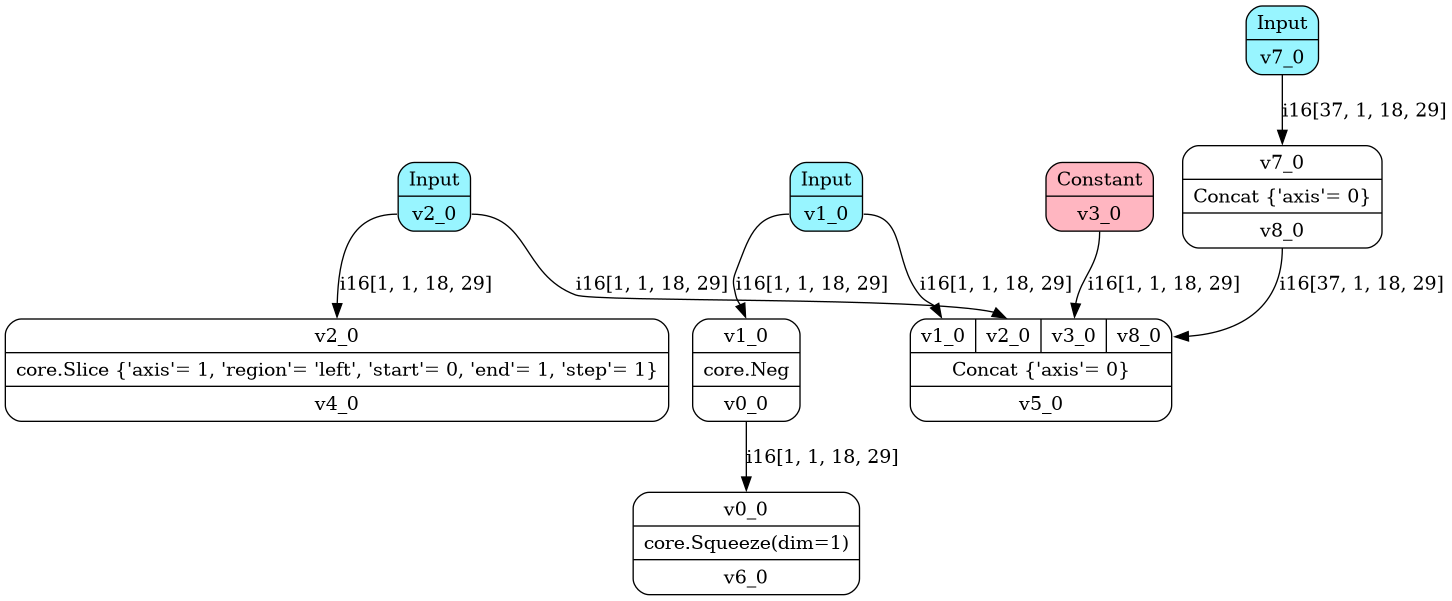 Input
v7_0
i16[37, 1, 18, 29]
v7_0
Concat {'axis'= 0}
v8_0
Input
v2_0
Input
v1_0
Constant
v3_0
i16[1, 1, 18, 29]
i16[1, 1, 18, 29]
i16[1, 1, 18, 29]
i16[1, 1, 18, 29]
i16[1, 1, 18, 29]
i16[37, 1, 18, 29]
v2_0
core.Slice {'axis'= 1, 'region'= 'left', 'start'= 0, 'end'= 1, 'step'= 1}
v4_0
v1_0
core.Neg
v0_0
v1_0 v2_0 v3_0 v8_0
Concat {'axis'= 0}
v5_0
i16[1, 1, 18, 29]
v0_0
core.Squeeze(dim=1)
v6_0